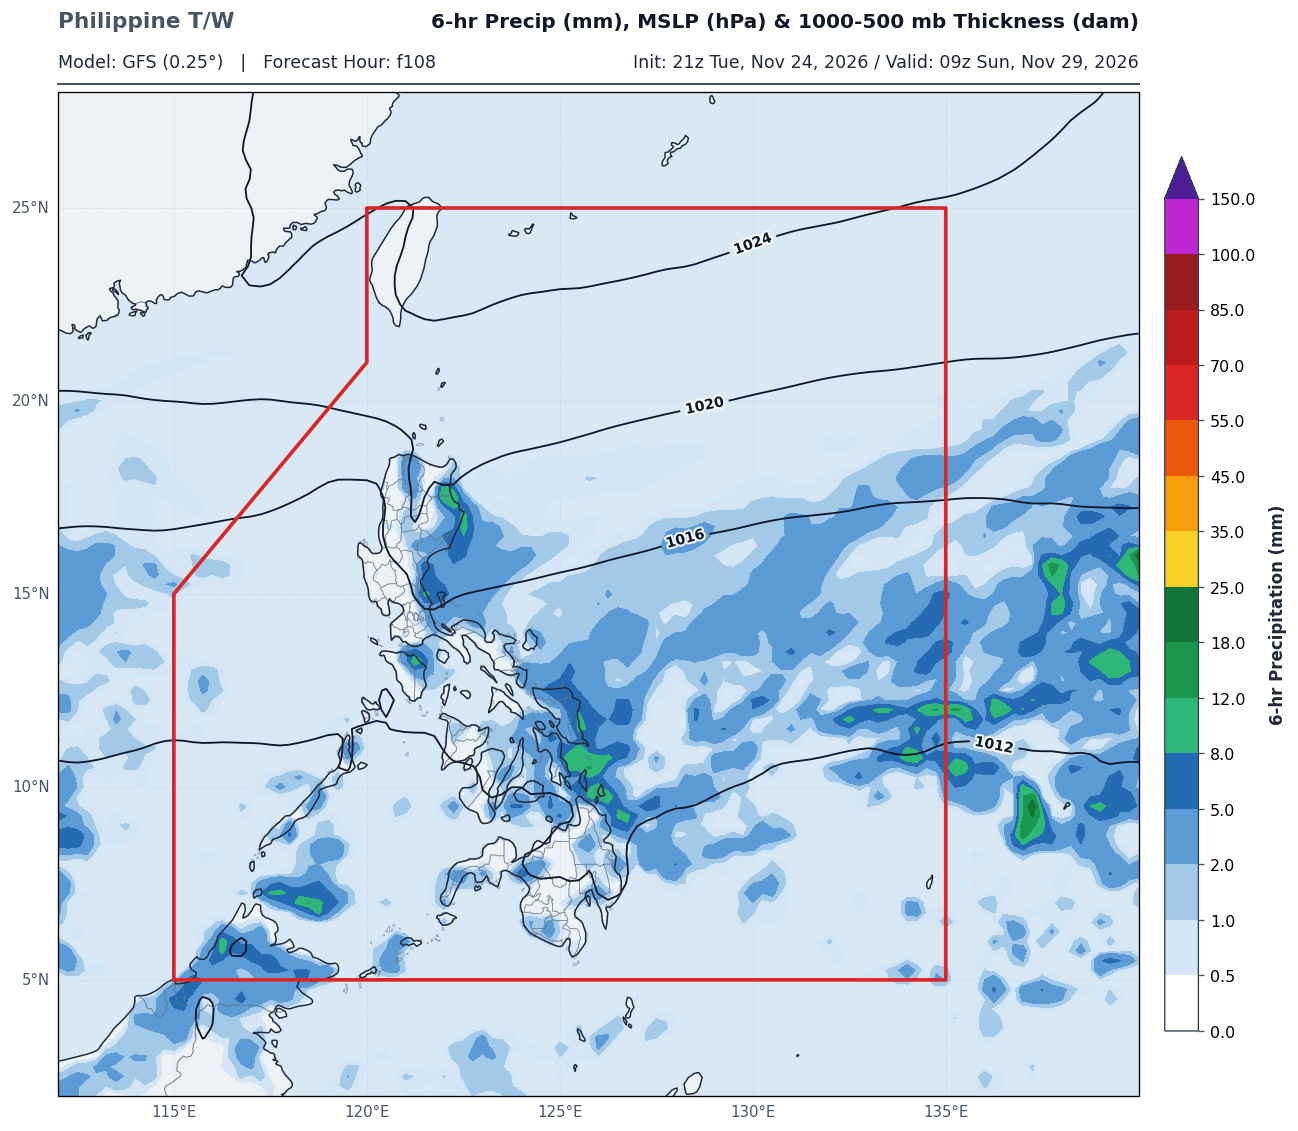 Philippine T/W
6-hr Precip (mm), MSLP (hPa) & 1000-500 mb Thickness (dam)
Model: GFS (0.25°) | Forecast Hour: f108
Init: 21z Tue, Nov 24, 2026 / Valid: 09z Sun, Nov 29, 2026
25°N
20°N
15°N
10°N
5°N
1024
1020
1016
1012
115°E
120°E
125°E
130°E
135°E
150.0
100.0
85.0
70.0
55.0
45.0
35.0
25.0
18.0
12.0
8.0
5.0
2.0
1.0
0.5
0.0
6-hr Precipitation (mm)